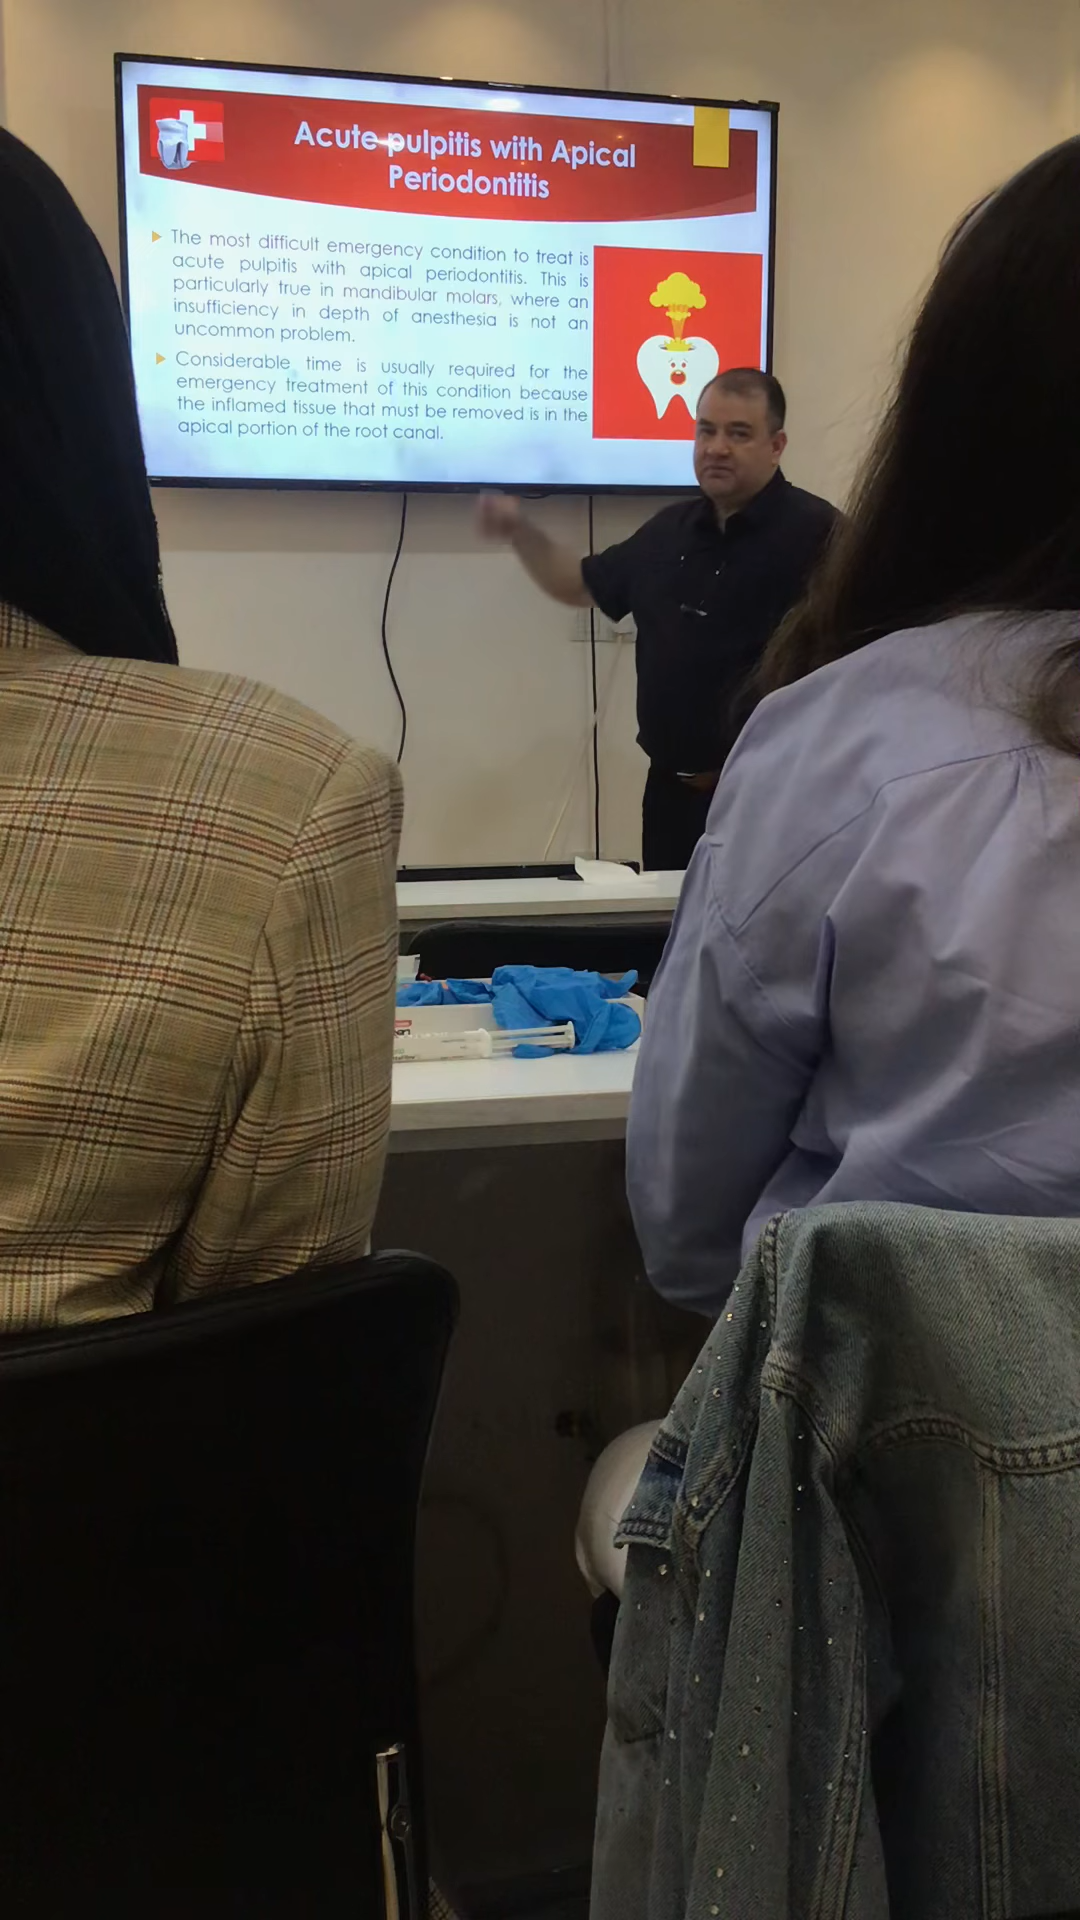 Acute pulpitis with Apical
Periodontitis
The most difficult emergency condition to treat is
acute pulpitis with apical periodontitis. This is
particularly true in mandibular molars, where an
insufficiency in depth of anesthesia is not an
uncommon problem.
Considerable time is usually required for the
emergency treatment of this condition because
the inflamed tissue that must be removed is in the
apical portion of the root canal.